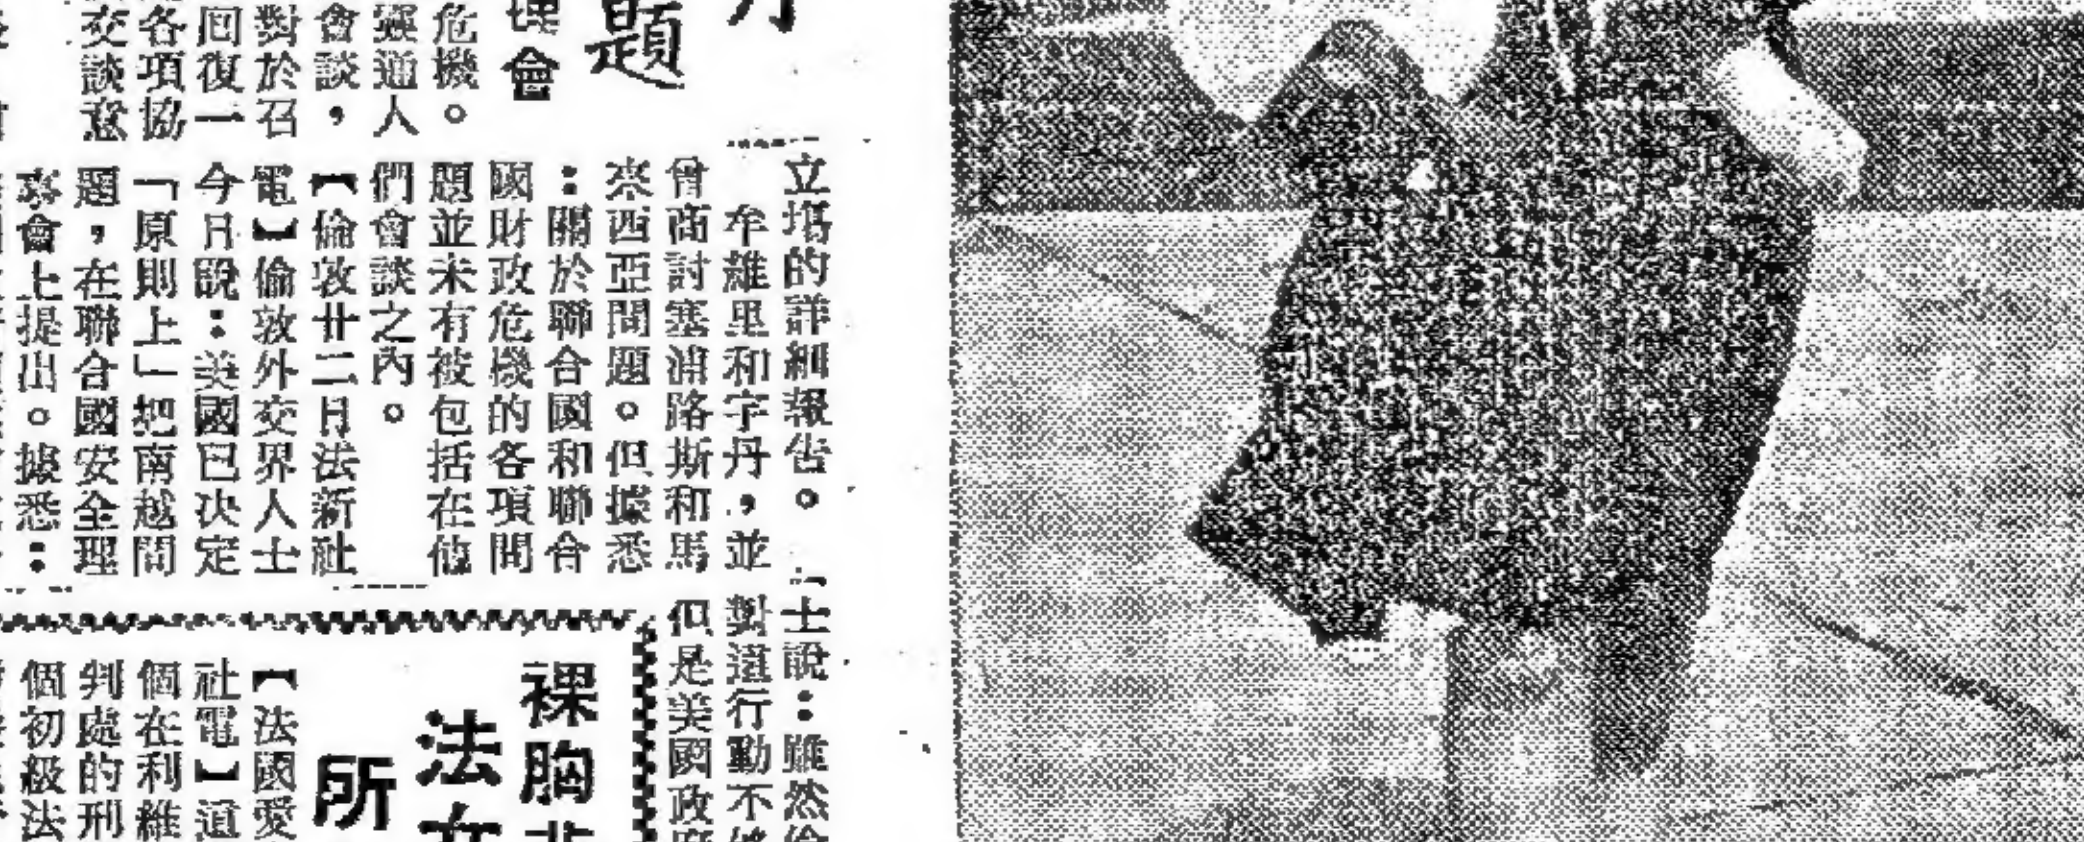 題
理會
危機。
通人
會談，
對於召
囘復一
各項協
交談意
立場的詳細報告。
牟維里和宇丹，並
曾商討塞浦路斯和馬
來西亞問題。但據悉
：關於聯合國和聯合
國財政危機的各項問
題並未有被包括在他
們會談之內。
【倫敦廿二日法新社
電】倫敦外交界人士
今日說：美國已決定
「原則上」把南越問
題，在聯合國安全理
事會上提出。據悉：
士說：雖然
對這行動不
但是美國政府
裸胸
法
所
【法國愛
社電】這
個在利維
判處的刑
個初級法